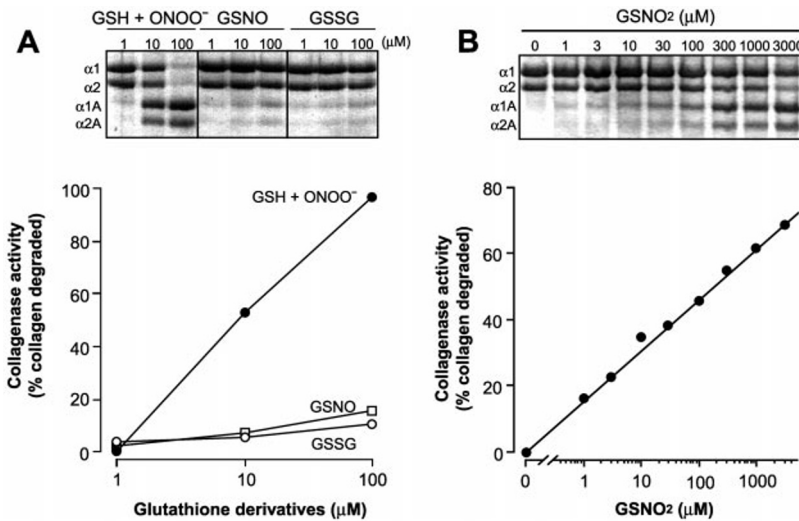 A
GSH + ONOO⁻ GSNO GSSG
1 10 100 1 10 100 1 10 100 (μM)
α1
α2
α1A
α2A
Collagenase activity
(% collagen degraded)
100
80
60
40
20
0
GSH + ONOO⁻
GSNO
GSSG
1 10 100
Glutathione derivatives (μM)
B
GSNO2 (μM)
0 1 3 10 30 100 300 1000 3000
α1
α2
α1A
α2A
Collagenase activity
(% collagen degraded)
80
60
40
20
0
0 1 10 100 1000
GSNO2 (μM)